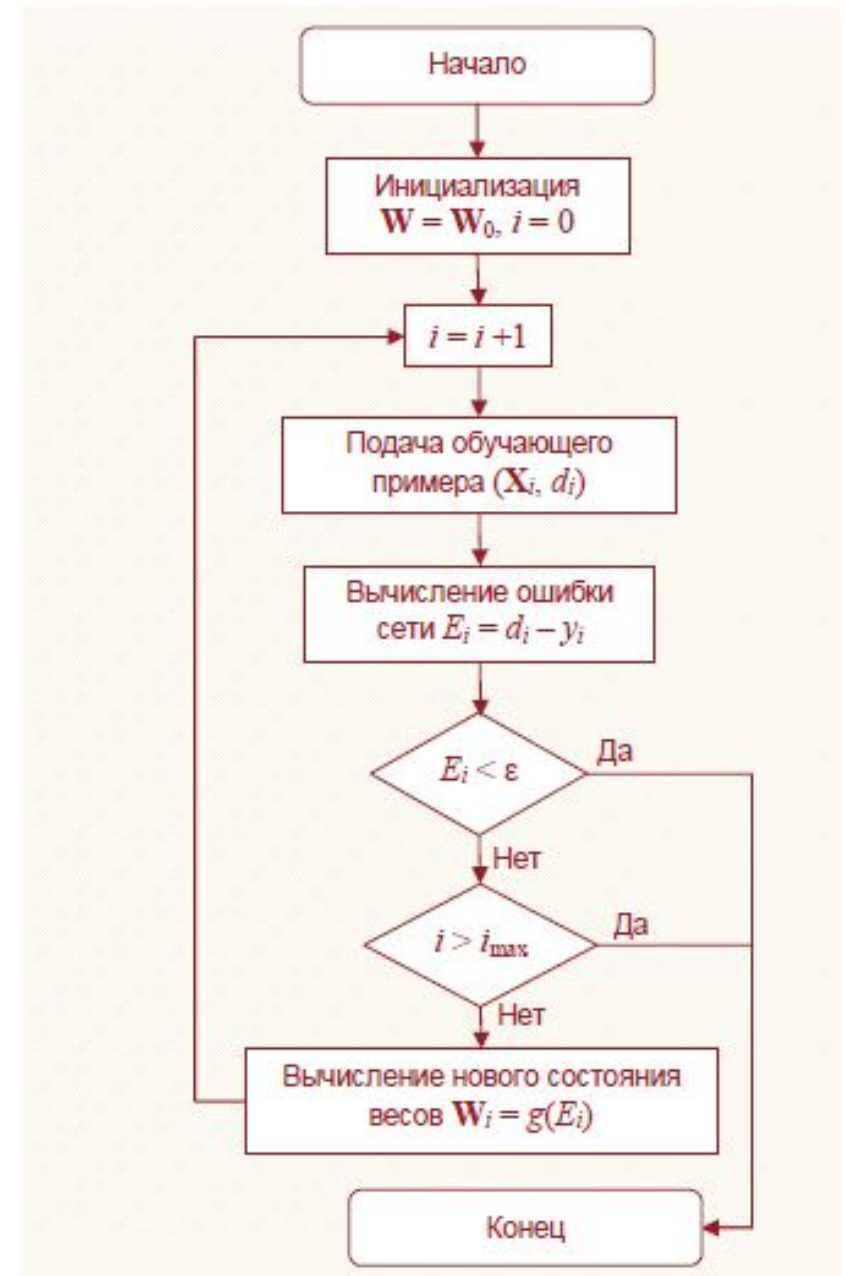 Начало
Инициализация
W = W₀, i = 0
i = i +1
Подача обучающего
примера (Xᵢ, dᵢ)
Вычисление ошибки
сети Eᵢ = dᵢ – yᵢ
Eᵢ < ε
Да
Нет
i > iₘₐₓ
Да
Нет
Вычисление нового состояния
весов Wᵢ = g(Eᵢ)
Конец